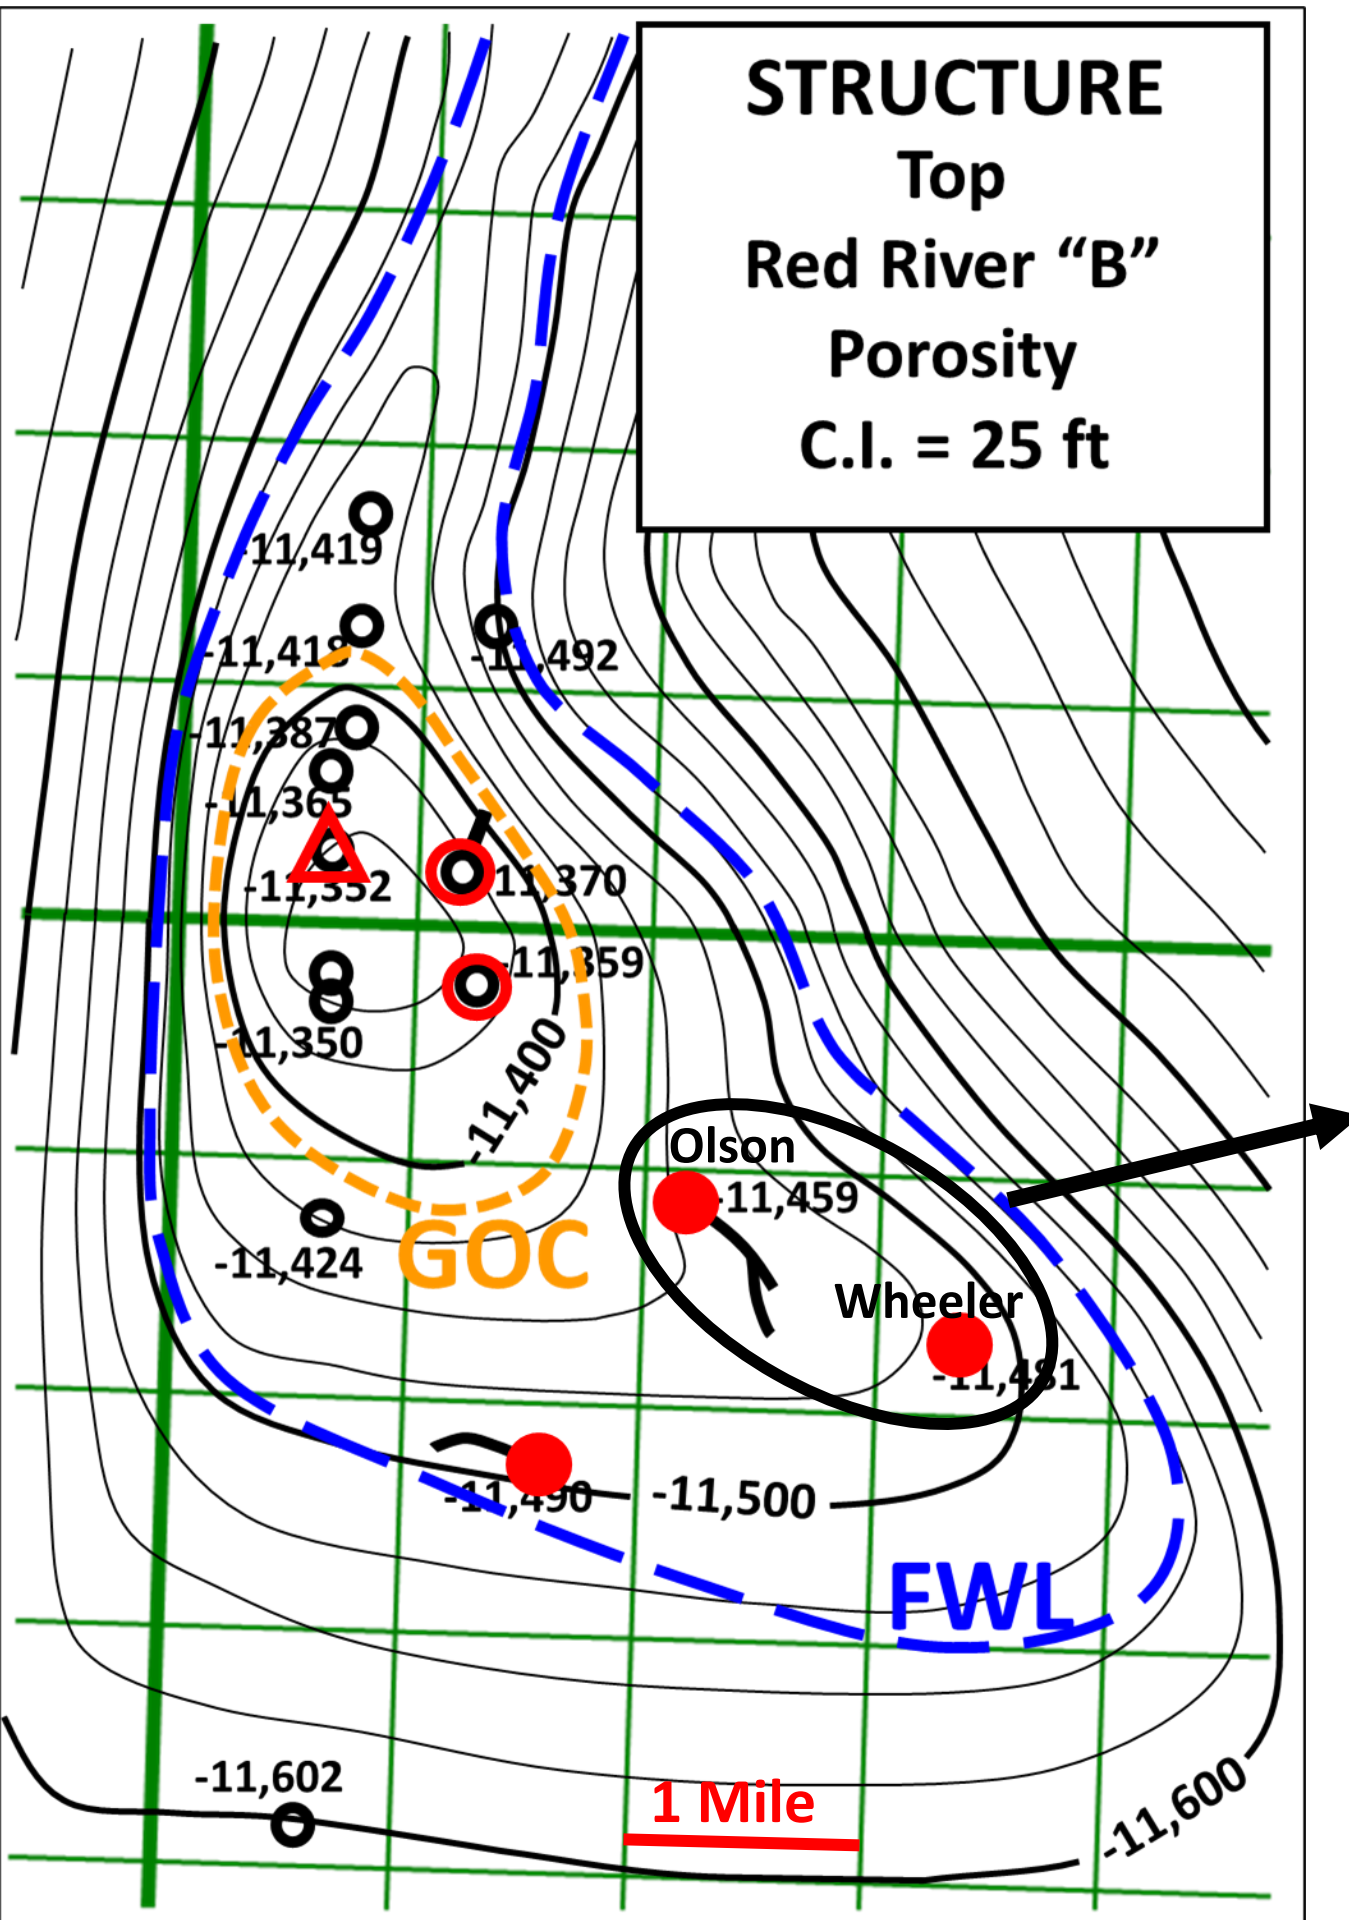 STRUCTURE
Top
Red River “B”
Porosity
C.I. = 25 ft
-11,419
-11,418
-11,492
-11,387
-11,365
-11,352
-11,370
-11,359
-11,350
-11,400
Olson
-11,459
GOC
-11,424
Wheeler
-11,481
-11,490
-11,500
FWL
-11,602
1 Mile
-11,600